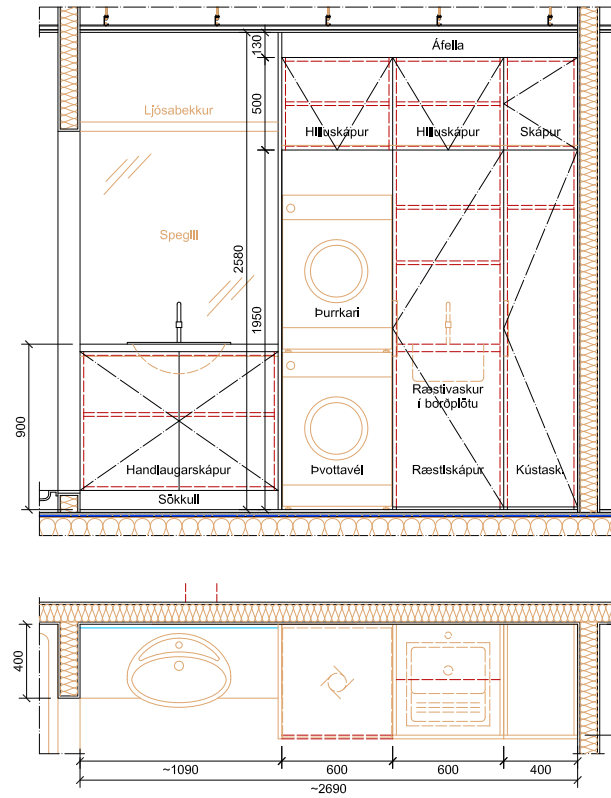 130
Áfella
500
Ljósabekkur
Hilluskápur
Hilluskápur
Skápur
Spegill
2580
1950
Þurrkari
Ræstivaskur
í borðplötu
900
Handlaugarskápur
Þvottavél
Ræstiskápur
Kústask.
Sökkull
400
~1090
600
600
400
~2690